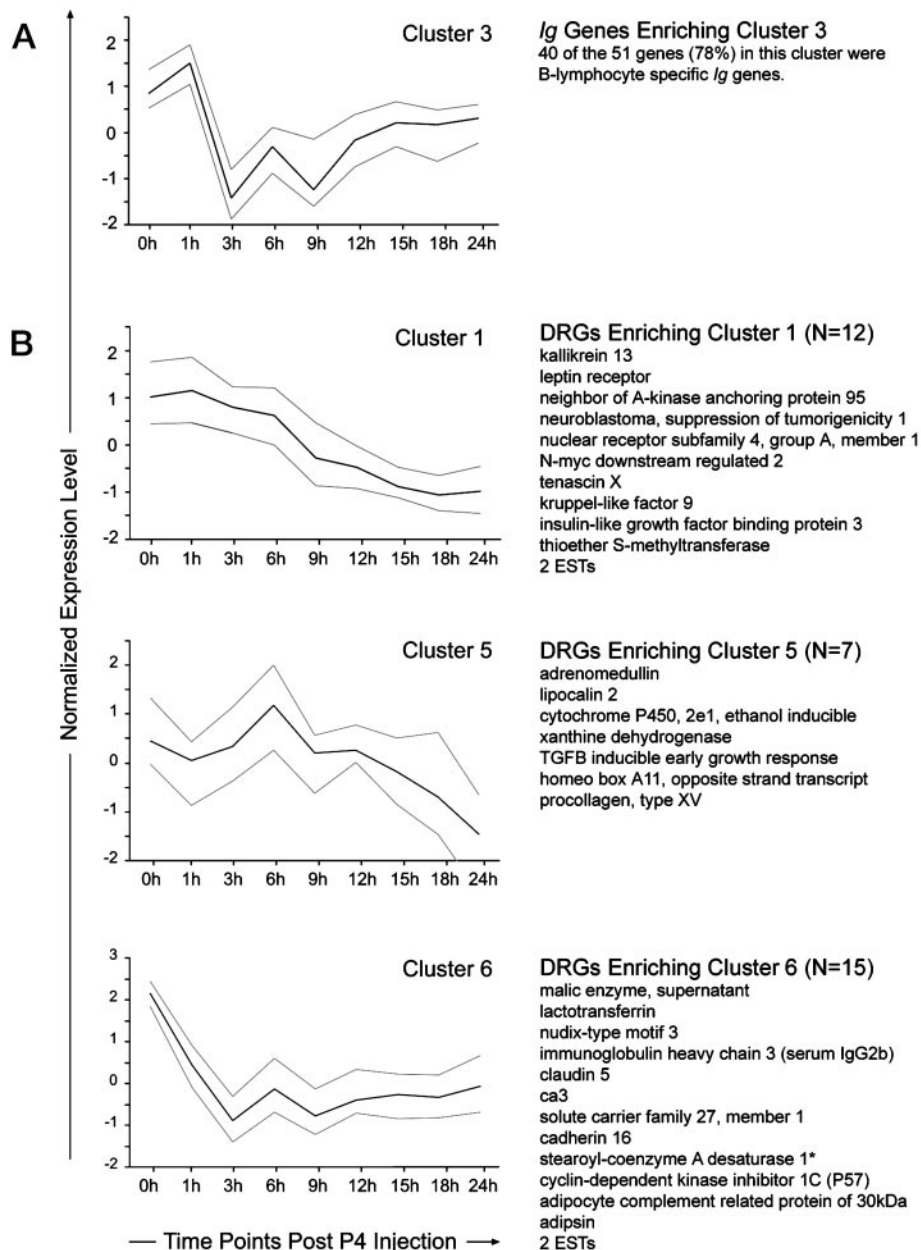 A
Cluster 3
Ig Genes Enriching Cluster 3
40 of the 51 genes (78%) in this cluster were
B-lymphocyte specific Ig genes.
2
1
0
-1
-2
0h 1h 3h 6h 9h 12h 15h 18h 24h
B
Cluster 1
DRGs Enriching Cluster 1 (N=12)
kallikrein 13
leptin receptor
neighbor of A-kinase anchoring protein 95
neuroblastoma, suppression of tumorigenicity 1
nuclear receptor subfamily 4, group A, member 1
N-myc downstream regulated 2
tenascin X
kruppel-like factor 9
insulin-like growth factor binding protein 3
thioether S-methyltransferase
2 ESTs
2
1
0
-1
-2
0h 1h 3h 6h 9h 12h 15h 18h 24h
Normalized Expression Level
Cluster 5
DRGs Enriching Cluster 5 (N=7)
adrenomedullin
lipocalin 2
cytochrome P450, 2e1, ethanol inducible
xanthine dehydrogenase
TGFB inducible early growth response
homeo box A11, opposite strand transcript
procollagen, type XV
2
1
0
-1
-2
0h 1h 3h 6h 9h 12h 15h 18h 24h
Cluster 6
DRGs Enriching Cluster 6 (N=15)
malic enzyme, supernatant
lactotransferrin
nudix-type motif 3
immunoglobulin heavy chain 3 (serum IgG2b)
claudin 5
ca3
solute carrier family 27, member 1
cadherin 16
stearoyl-coenzyme A desaturase 1*
cyclin-dependent kinase inhibitor 1C (P57)
adipocyte complement related protein of 30kDa
adipsin
2 ESTs
3
2
1
0
-1
-2
0h 1h 3h 6h 9h 12h 15h 18h 24h
Time Points Post P4 Injection